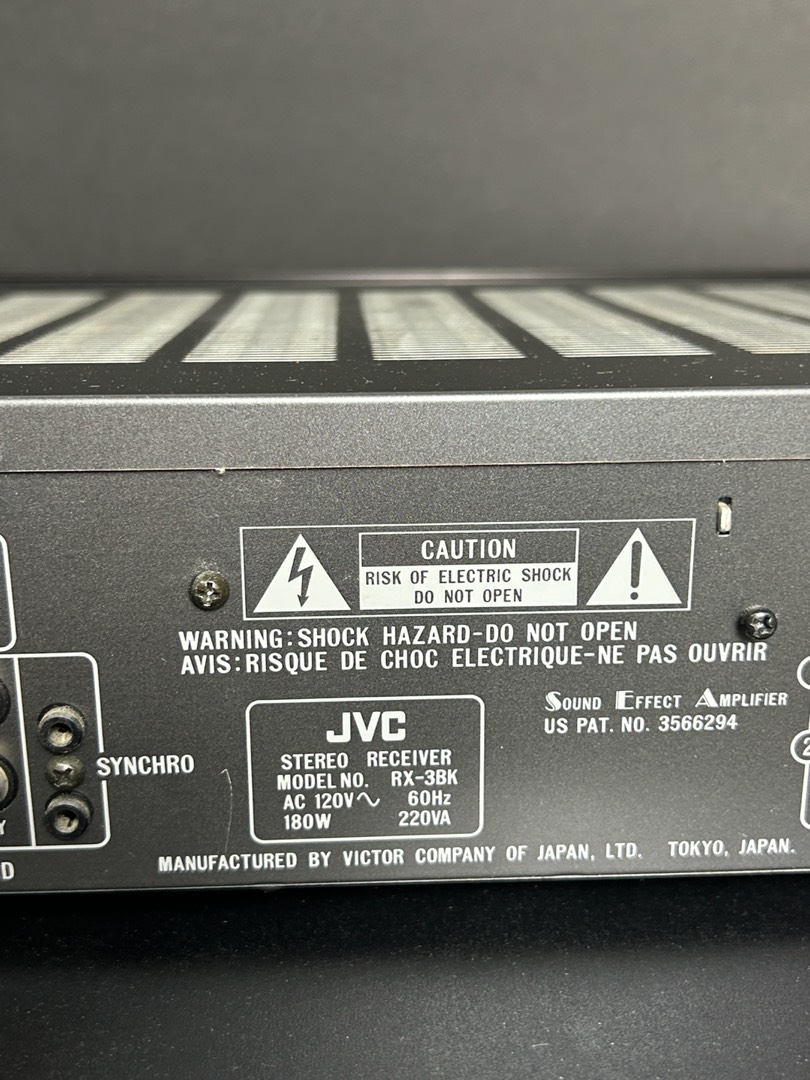 CAUTION
RISK OF ELECTRIC SHOCK
DO NOT OPEN
WARNING:SHOCK HAZARD-DO NOT OPEN
AVIS:RISQUE DE CHOC ELECTRIQUE-NE PAS OUVRIR
SOUND EFFECT AMPLIFIER
US PAT. NO. 3566294
JVC
STEREO RECEIVER
MODEL NO. RX-3BK
AC 120V∿ 60Hz
180W 220VA
SYNCHRO
MANUFACTURED BY VICTOR COMPANY OF JAPAN, LTD. TOKYO, JAPAN.